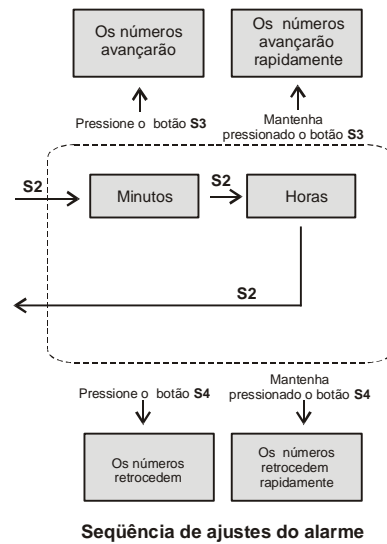 Os números
avançarão
Os números
avançarão
rapidamente
Pressione o botão S3
Mantenha
pressionado o botão S3
S2
Minutos
S2
Horas
S2
Pressione o botão S4
Mantenha
pressionado o botão S4
Os números
retrocedem
Os números
retrocedem
rapidamente
Seqüência de ajustes do alarme